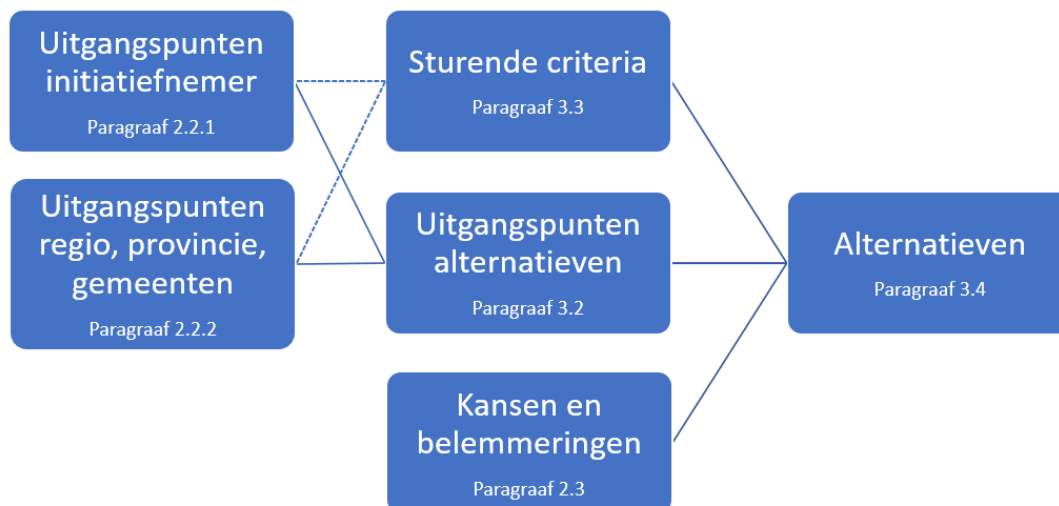 Uitgangspunten
initiatiefnemer
Paragraaf 2.2.1
Uitgangspunten
regio, provincie,
gemeenten
Paragraaf 2.2.2
Sturende criteria
Paragraaf 3.3
Uitgangspunten
alternatieven
Paragraaf 3.2
Kansen en
belemmeringen
Paragraaf 2.3
Alternatieven
Paragraaf 3.4